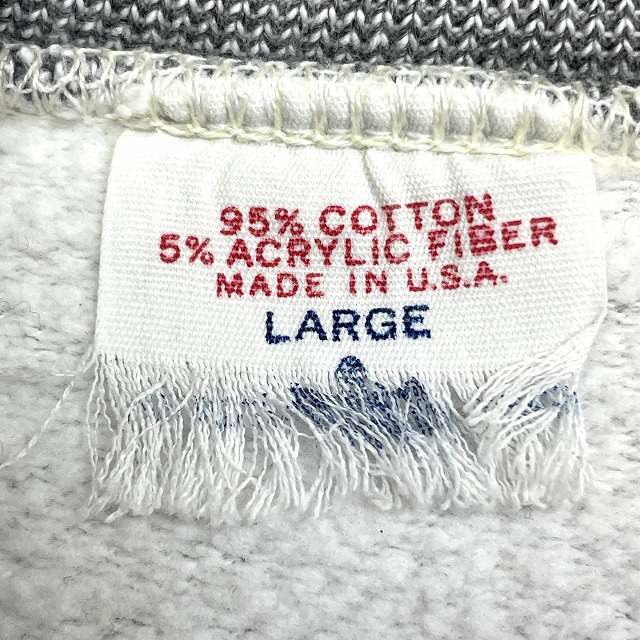 95% COTTON
5% ACRYLIC FIBER
MADE IN U.S.A.
LARGE